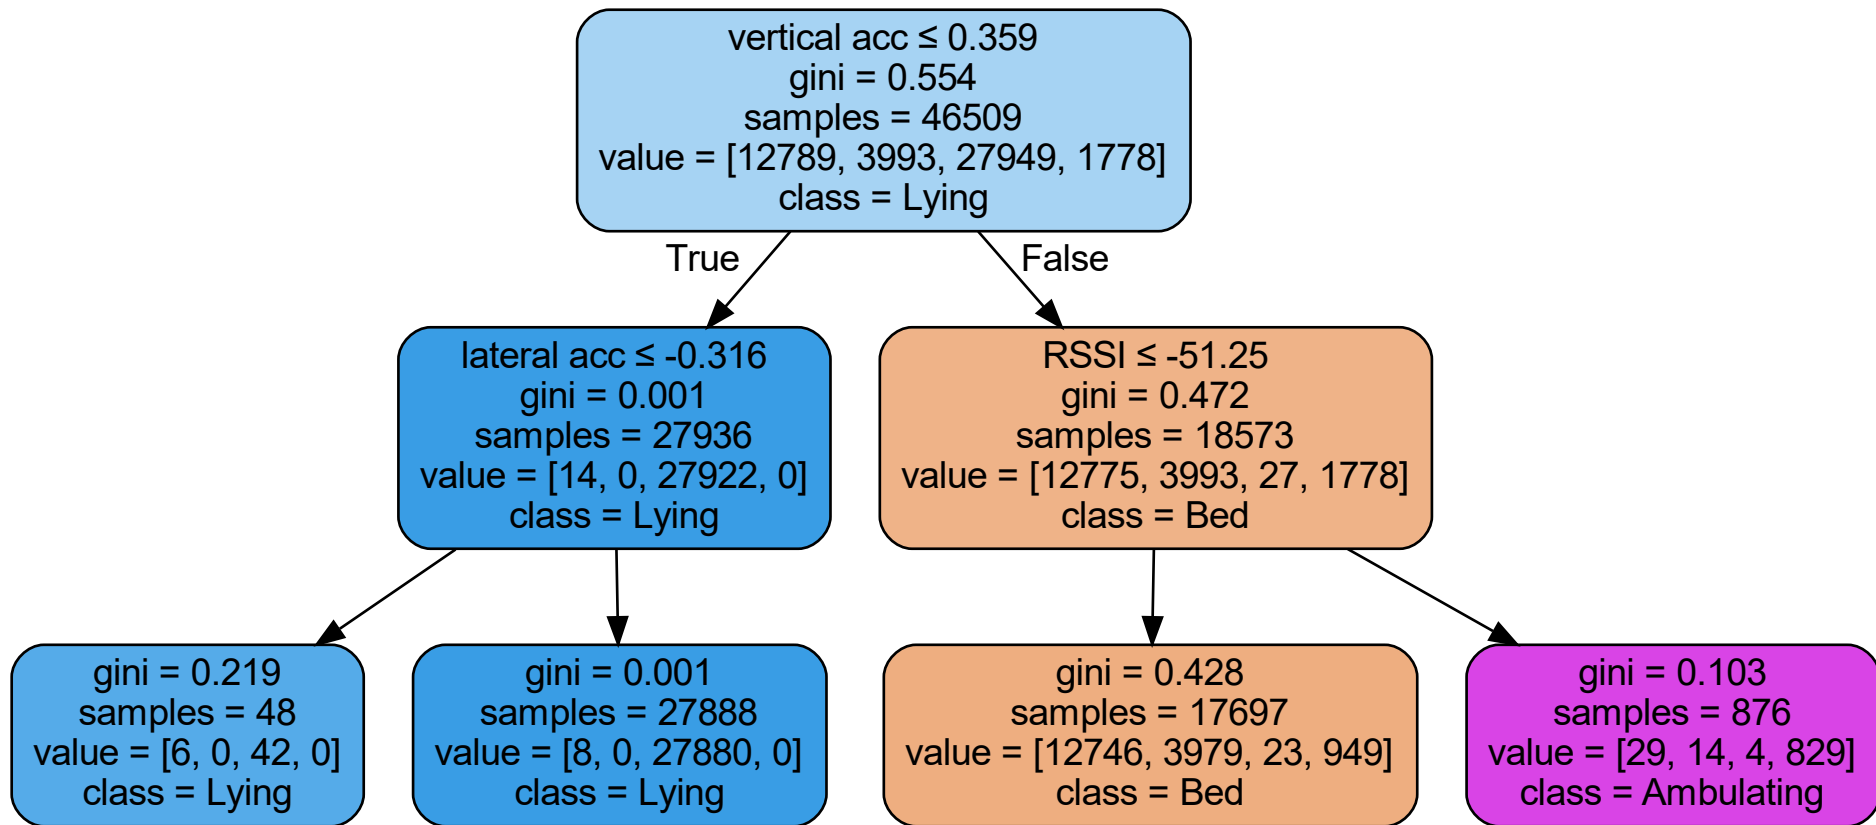 vertical acc ≤ 0.359
gini = 0.554
samples = 46509
value = [12789, 3993, 27949, 1778]
class = Lying
True
False
lateral acc ≤ -0.316
gini = 0.001
samples = 27936
value = [14, 0, 27922, 0]
class = Lying
RSSI ≤ -51.25
gini = 0.472
samples = 18573
value = [12775, 3993, 27, 1778]
class = Bed
gini = 0.219
samples = 48
value = [6, 0, 42, 0]
class = Lying
gini = 0.001
samples = 27888
value = [8, 0, 27880, 0]
class = Lying
gini = 0.428
samples = 17697
value = [12746, 3979, 23, 949]
class = Bed
gini = 0.103
samples = 876
value = [29, 14, 4, 829]
class = Ambulating